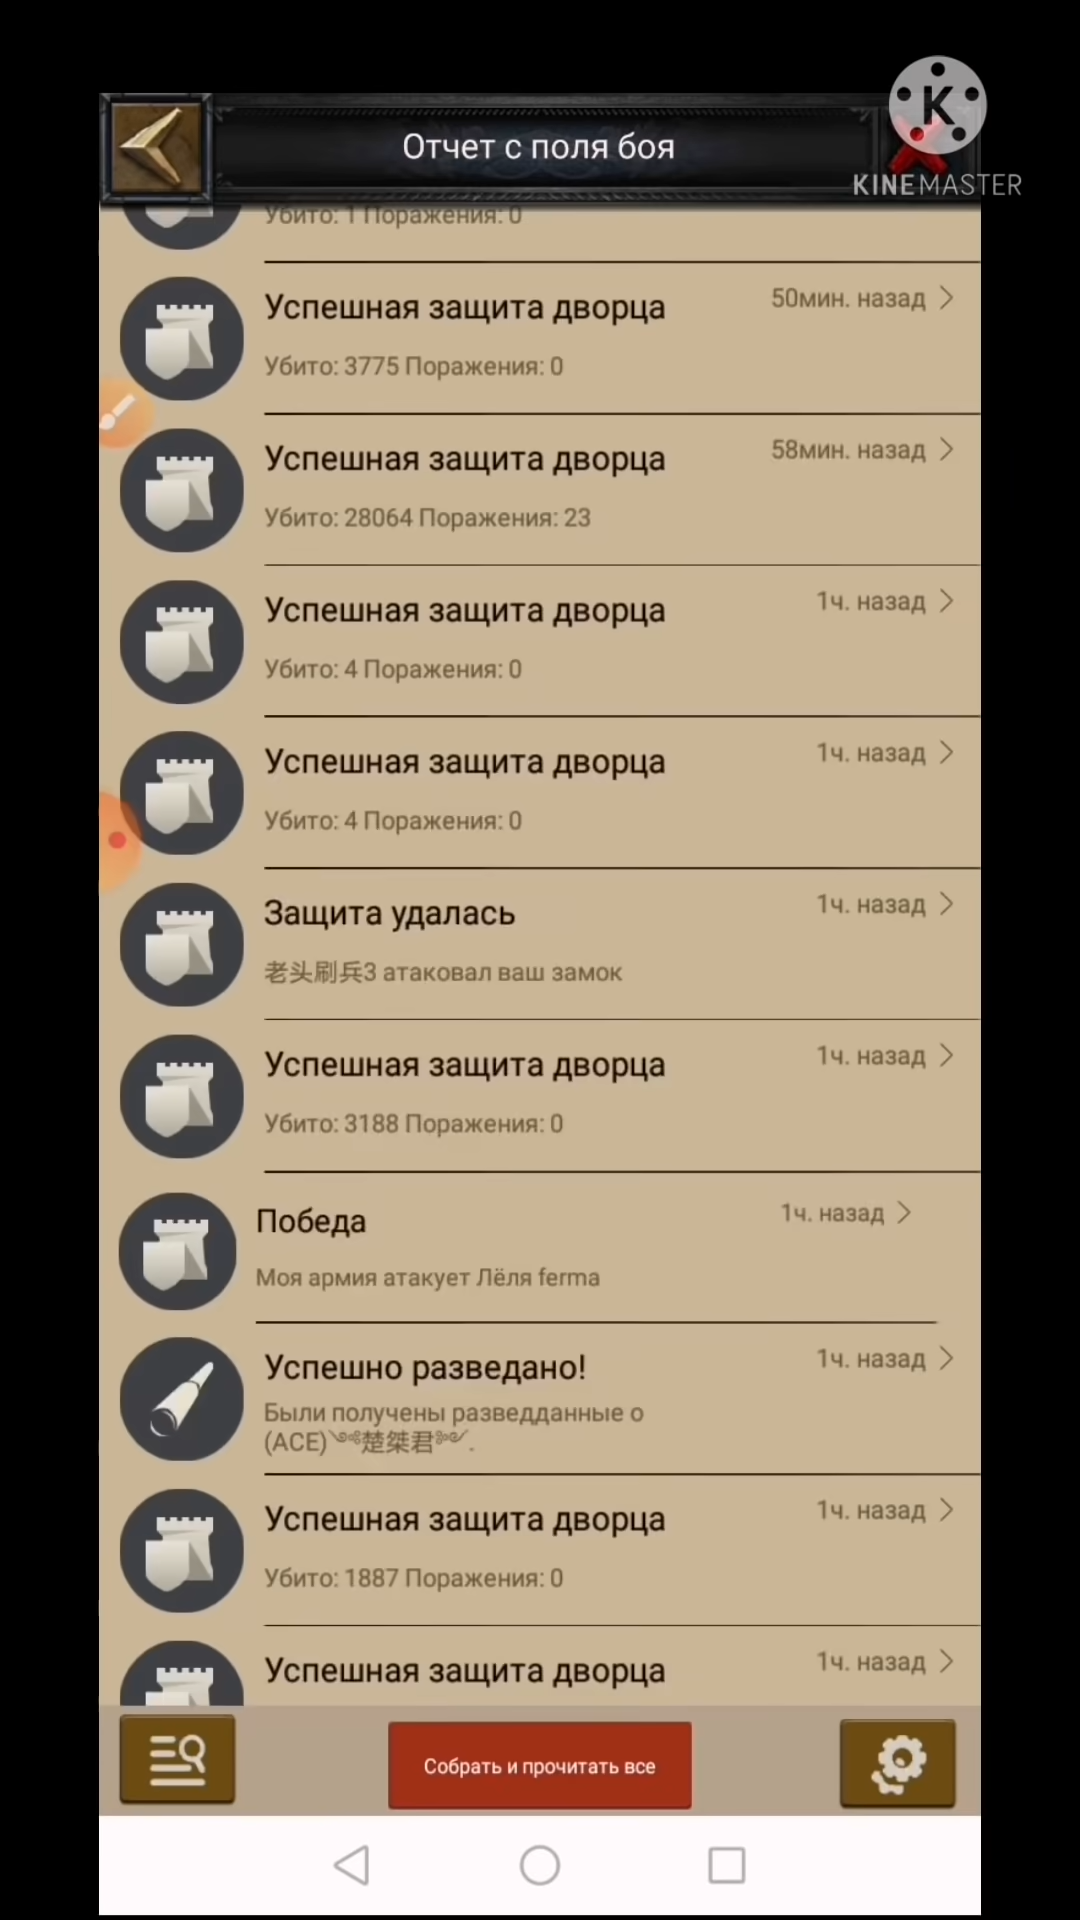 Отчет с поля боя
KINEMASTER
Убито: 1 Поражения: 0
Успешная защита дворца
50мин. назад
Убито: 3775 Поражения: 0
Успешная защита дворца
58мин. назад
Убито: 28064 Поражения: 23
Успешная защита дворца
1ч. назад
Убито: 4 Поражения: 0
Успешная защита дворца
1ч. назад
Убито: 4 Поражения: 0
Защита удалась
1ч. назад
老头刷兵3 атаковал ваш замок
Успешная защита дворца
1ч. назад
Убито: 3188 Поражения: 0
Победа
1ч. назад
Моя армия атакует Лёля ferma
Успешно разведано!
1ч. назад
Были получены разведданные о
(ACE)༺楚桀君༻.
Успешная защита дворца
1ч. назад
Убито: 1887 Поражения: 0
Успешная защита дворца
1ч. назад
Собрать и прочитать все